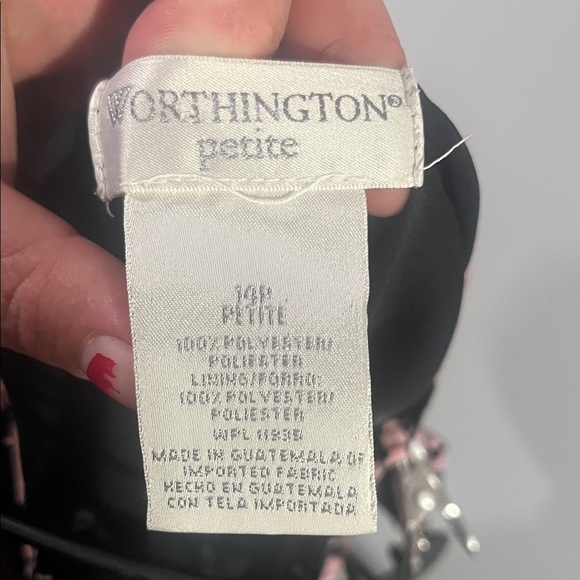 WORTHINGTON®
petite
14P
PETITE
100% POLYESTER/
POLIESTER
LINING/FORRO:
100% POLYESTER/
POLIESTER
WPL 11935
MADE IN GUATEMALA OF
IMPORTED FABRIC
HECHO EN GUATEMALA
CON TELA IMPORTADA